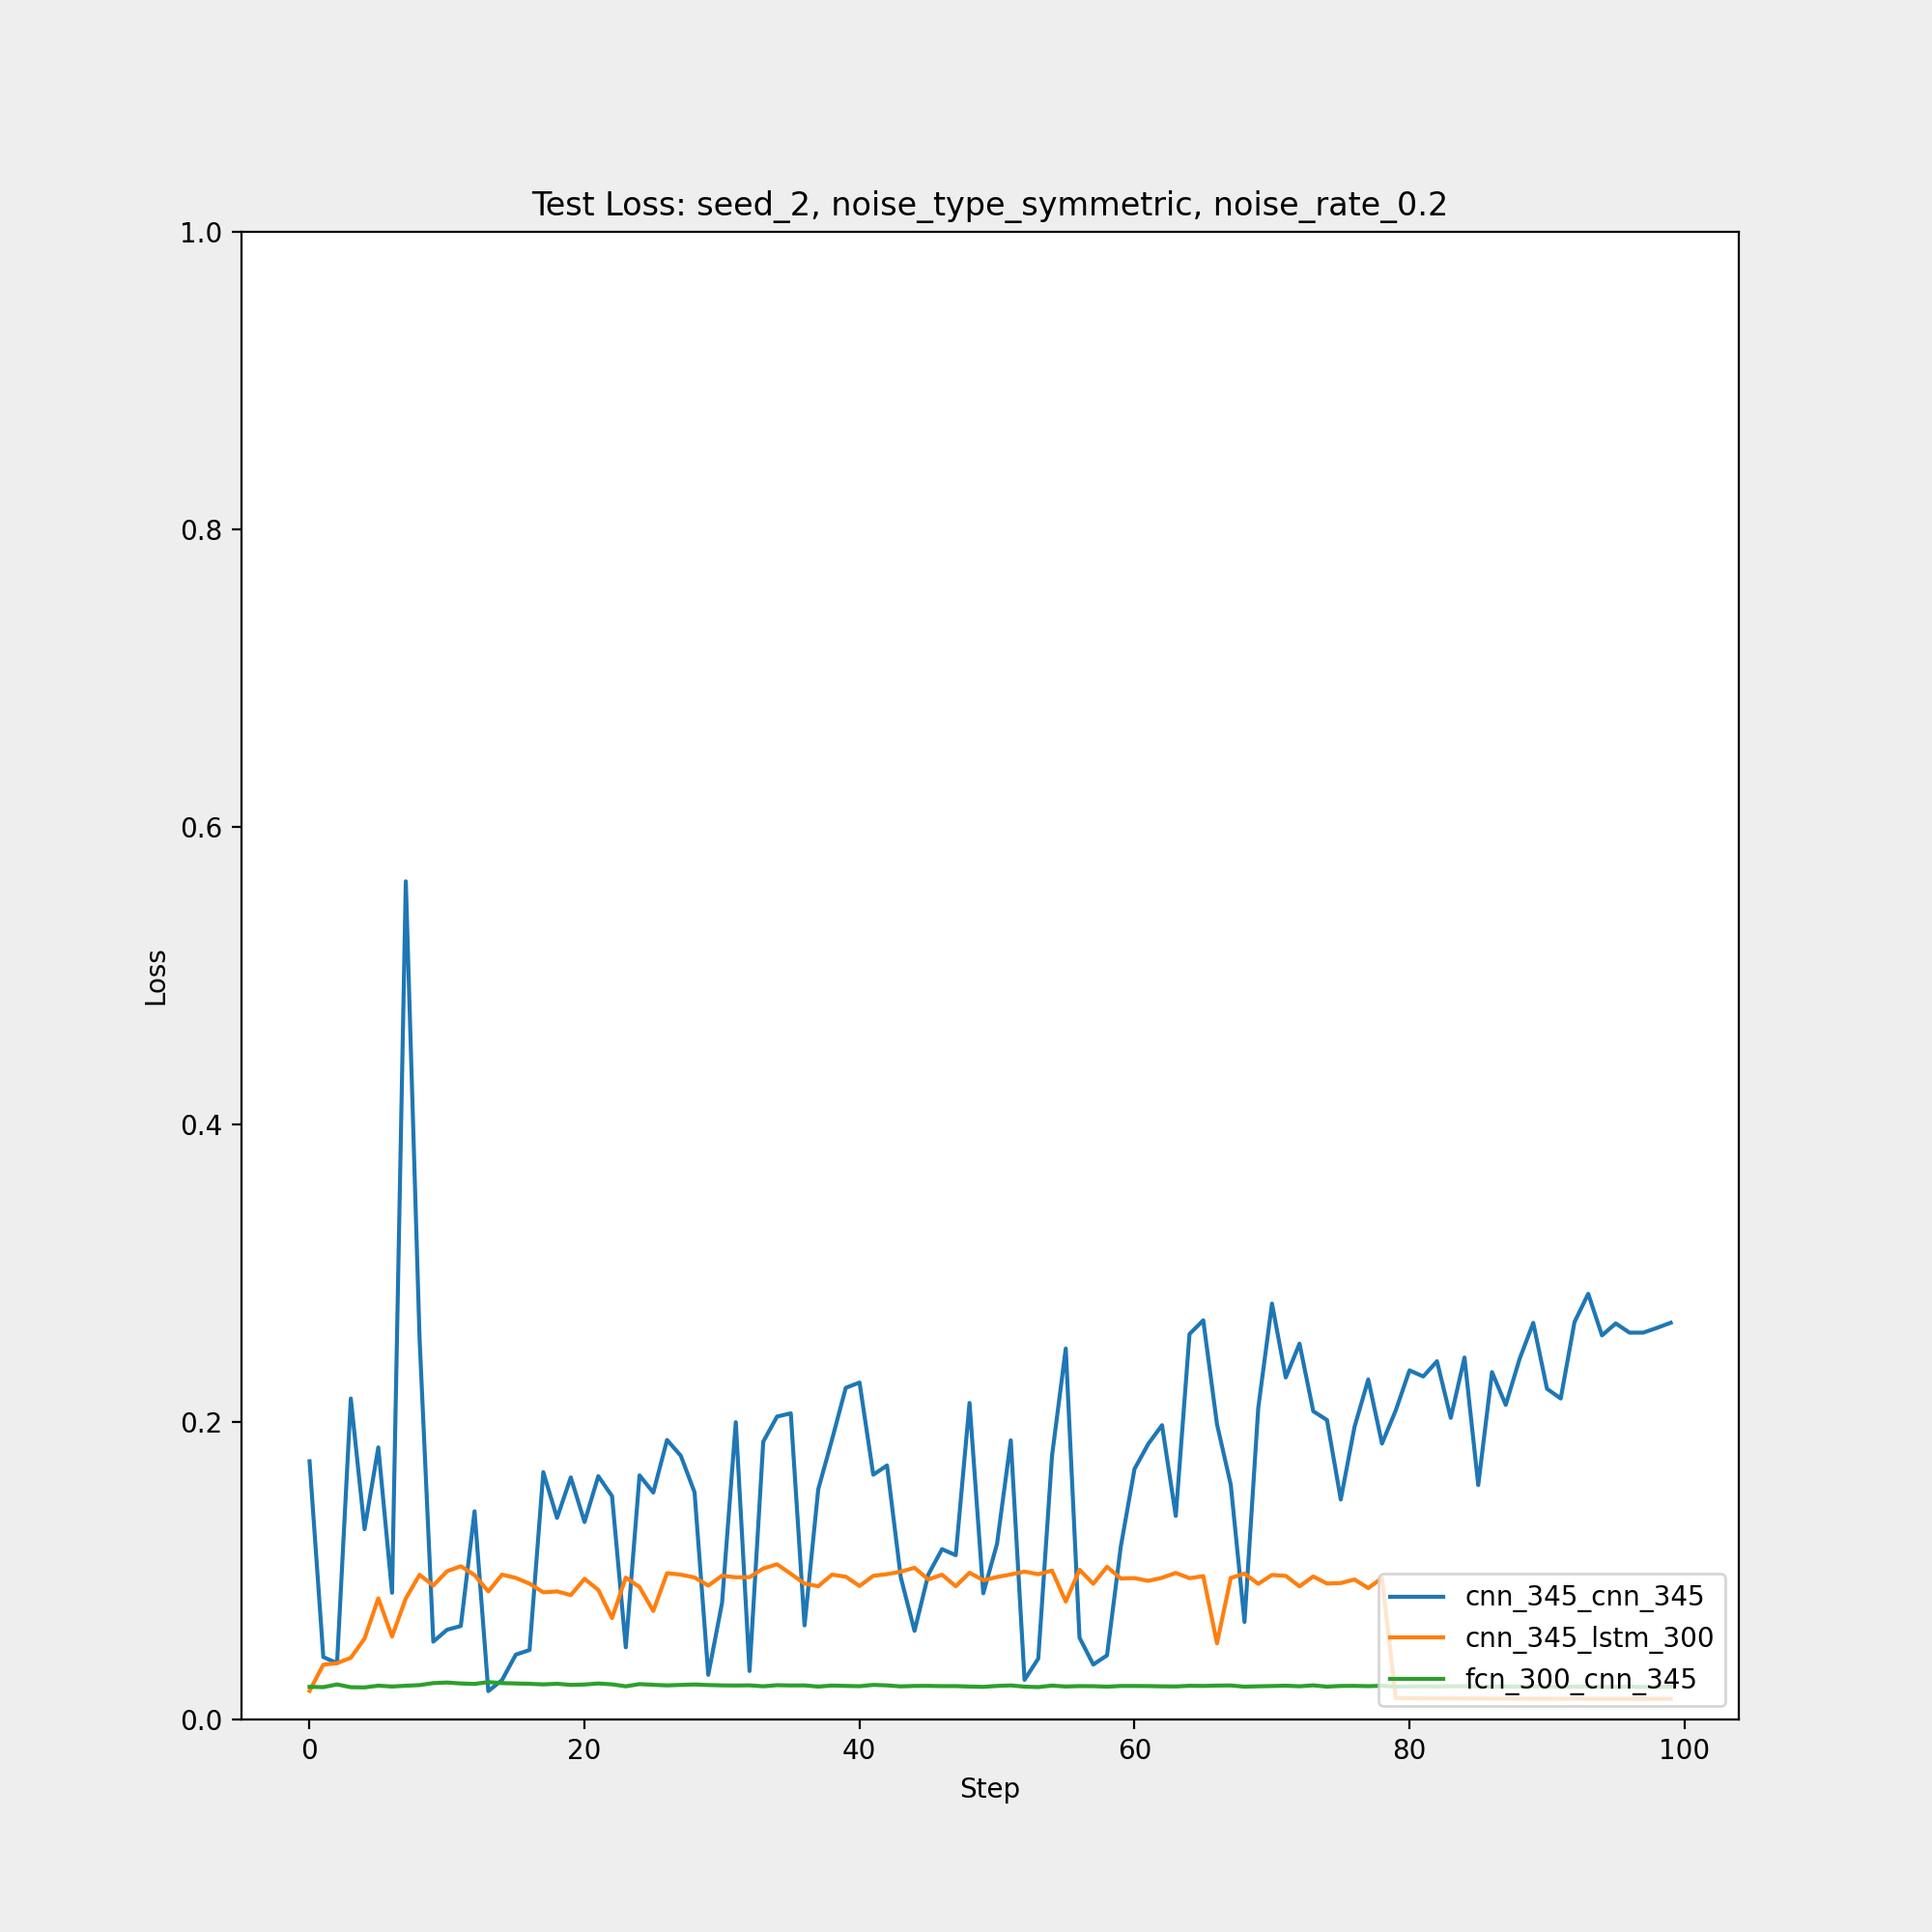 Test Loss: seed_2, noise_type_symmetric, noise_rate_0.2
1.0
0.8
0.6
0.4
0.2
0.0
Loss
0 20 40 60 80 100
Step
cnn_345_cnn_345
cnn_345_lstm_300
fcn_300_cnn_345